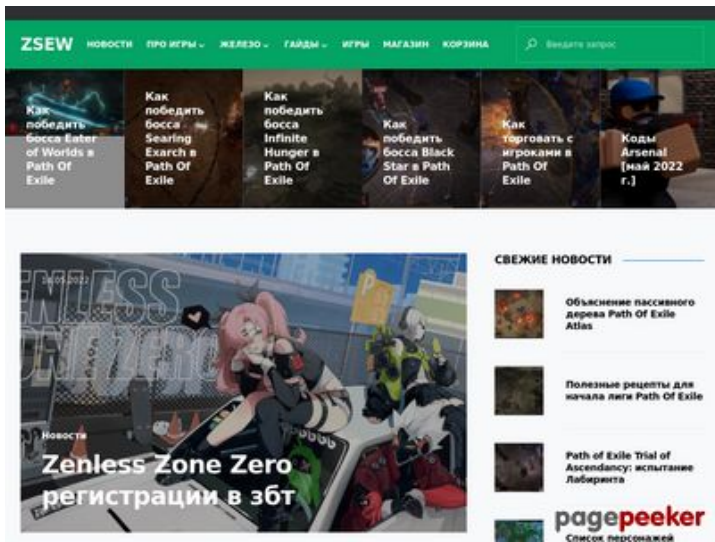 ZSEW
НОВОСТИ ПРО ИГРЫ ЖЕЛЕЗО ГАЙДЫ ИГРЫ МАГАЗИН КОРЗИНА
Введите запрос
Как
победить
босса Eater
of Worlds в
Path Of
Exile
Как
победить
босса
Searing
Exarch в
Path Of
Exile
Как
победить
босса
Infinite
Hunger в
Path Of
Exile
Как
победить
босса Black
Star в Path
Of Exile
Как
торговать с
игроками в
Path Of
Exile
Коды
Arsenal
[май 2022
г.]
ENLESS
ONE ZERO
Новости
Zenless Zone Zero
регистрации в збт
СВЕЖИЕ НОВОСТИ
Объяснение пассивного
дерева Path Of Exile
Atlas
Полезные рецепты для
начала лиги Path Of Exile
Path of Exile Trial of
Ascendancy: испытание
Лабиринта
Список персонажей
pagepeeker